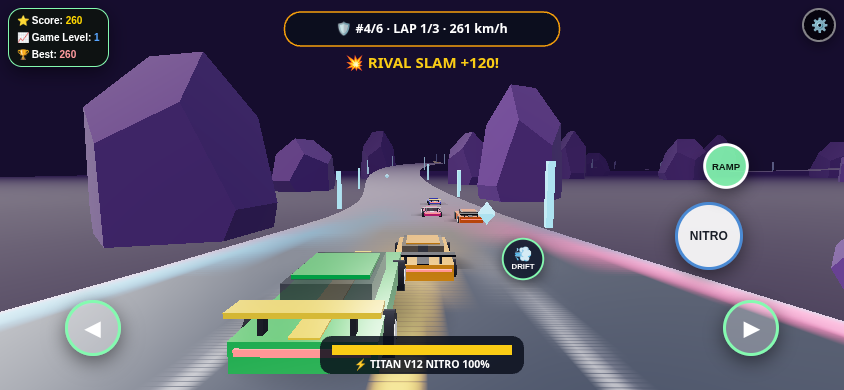 ⭐ Score: 260
📈 Game Level: 1
🏆 Best: 260
🛡️ #4/6 · LAP 1/3 · 261 km/h
💥 RIVAL SLAM +120!
RAMP
NITRO
DRIFT
⚡ TITAN V12 NITRO 100%